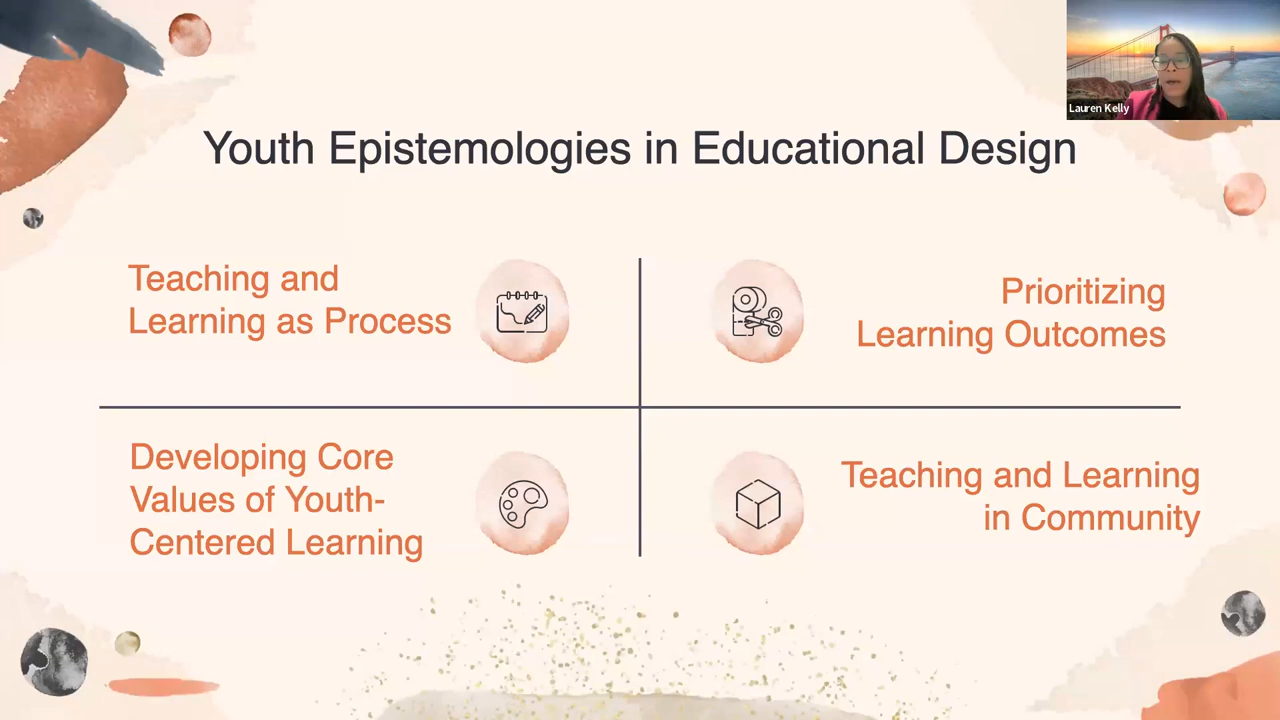 Lauren Kelly
Youth Epistemologies in Educational Design
Teaching and
Learning as Process
Prioritizing
Learning Outcomes
Developing Core
Values of Youth-
Centered Learning
Teaching and Learning
in Community